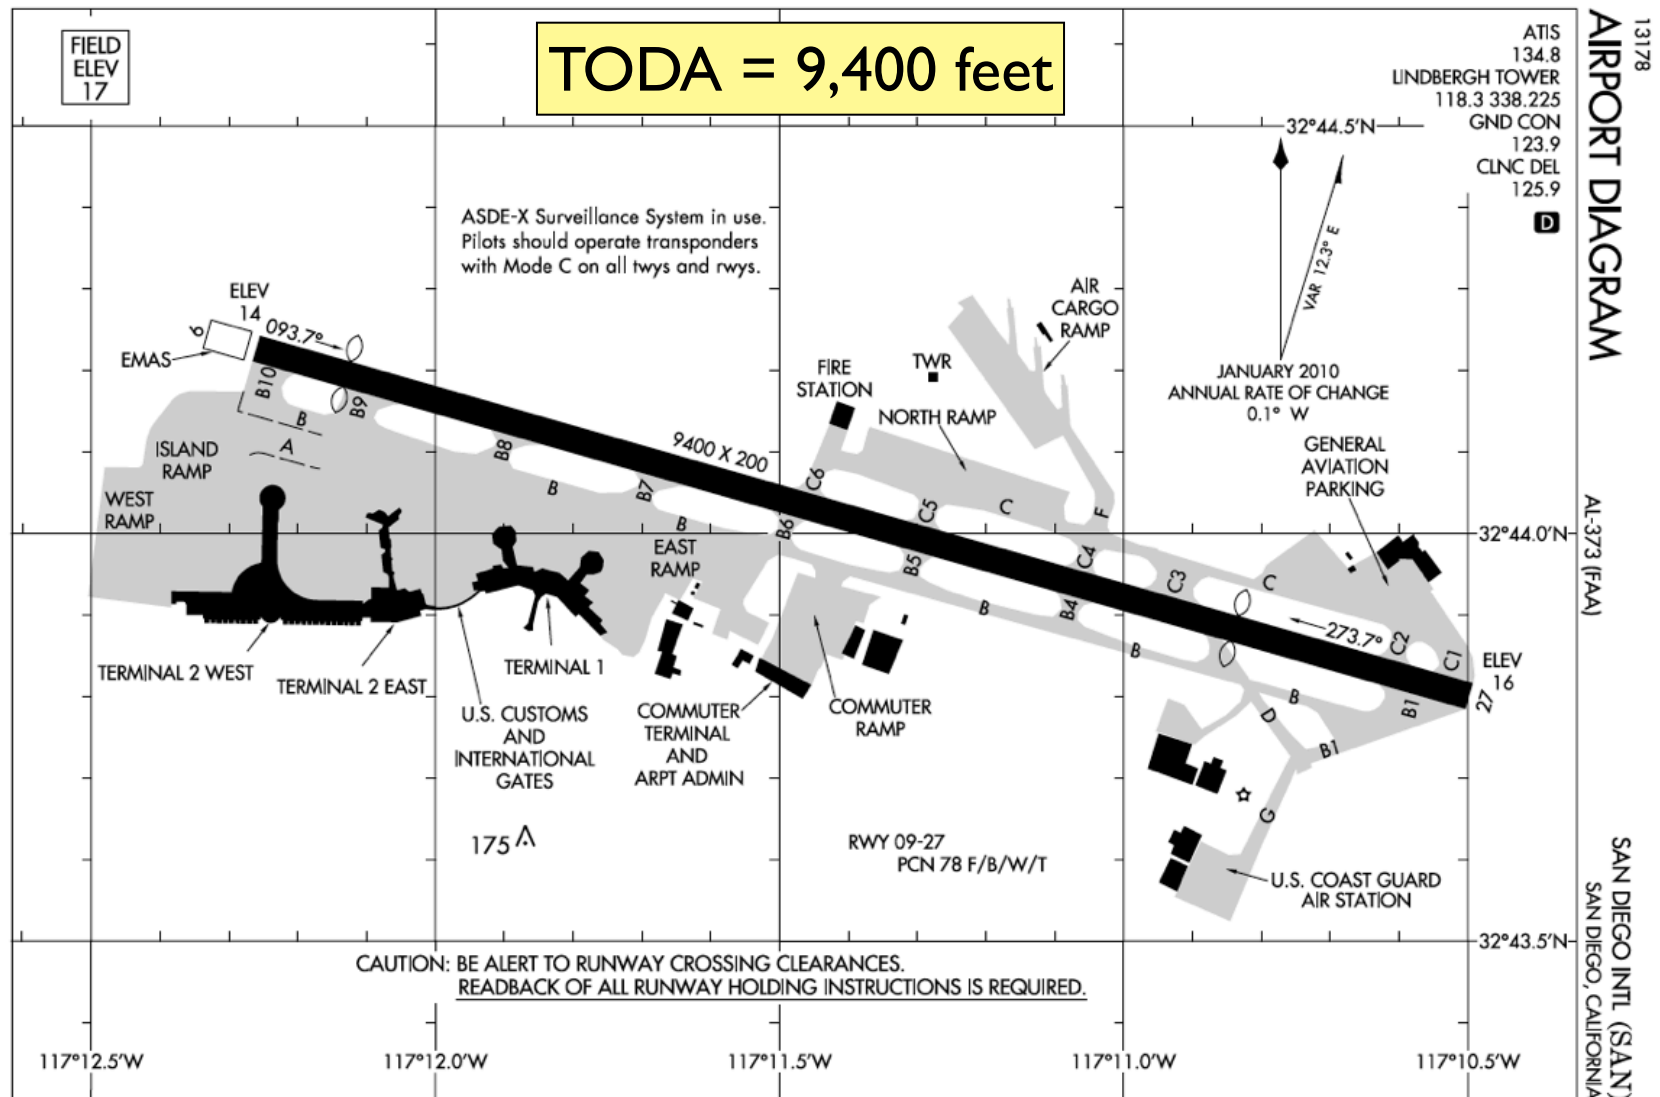 FIELD
ELEV
17
TODA = 9,400 feet
ATIS
134.8
LINDBERGH TOWER
118.3 338.225
GND CON
123.9
CLNC DEL
125.9
D
13178
AIRPORT DIAGRAM
AL-373 (FAA)
SAN DIEGO INTL (SAN)
SAN DIEGO, CALIFORNIA
32°44.5'N
VAR 12.3° E
JANUARY 2010
ANNUAL RATE OF CHANGE
0.1° W
ASDE-X Surveillance System in use.
Pilots should operate transponders
with Mode C on all twys and rwys.
ELEV
14
093.7°
9
EMAS
B10
B9
B
A
ISLAND
RAMP
WEST
RAMP
B8
B
B7
B
9400 X 200
B6
EAST
RAMP
FIRE
STATION
TWR
NORTH RAMP
AIR
CARGO
RAMP
C6
C5
C
F
C4
C3
C
C2
C1
B5
B
B4
B
B
B1
B1
D
G
273.7°
GENERAL
AVIATION
PARKING
32°44.0'N
ELEV
16
27
TERMINAL 2 WEST
TERMINAL 2 EAST
TERMINAL 1
U.S. CUSTOMS
AND
INTERNATIONAL
GATES
COMMUTER
TERMINAL
AND
ARPT ADMIN
COMMUTER
RAMP
175
RWY 09-27
PCN 78 F/B/W/T
U.S. COAST GUARD
AIR STATION
32°43.5'N
CAUTION: BE ALERT TO RUNWAY CROSSING CLEARANCES.
READBACK OF ALL RUNWAY HOLDING INSTRUCTIONS IS REQUIRED.
117°12.5'W
117°12.0'W
117°11.5'W
117°11.0'W
117°10.5'W